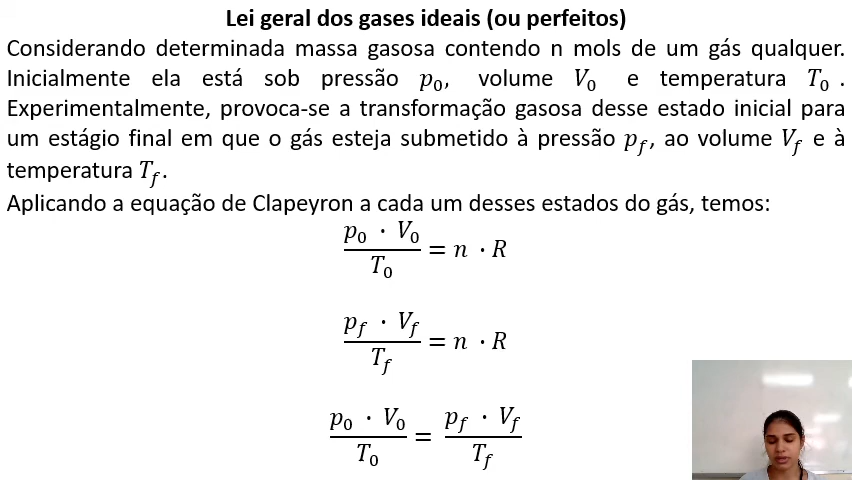 Lei geral dos gases ideais (ou perfeitos)
Considerando determinada massa gasosa contendo n mols de um gás qualquer.
Inicialmente ela está sob pressão p₀, volume V₀ e temperatura T₀ .
Experimentalmente, provoca-se a transformação gasosa desse estado inicial para
um estágio final em que o gás esteja submetido à pressão p_f, ao volume V_f e à
temperatura T_f.
Aplicando a equação de Clapeyron a cada um desses estados do gás, temos:
(p₀ · V₀)/T₀ = n · R
(p_f · V_f)/T_f = n · R
(p₀ · V₀)/T₀ = (p_f · V_f)/T_f